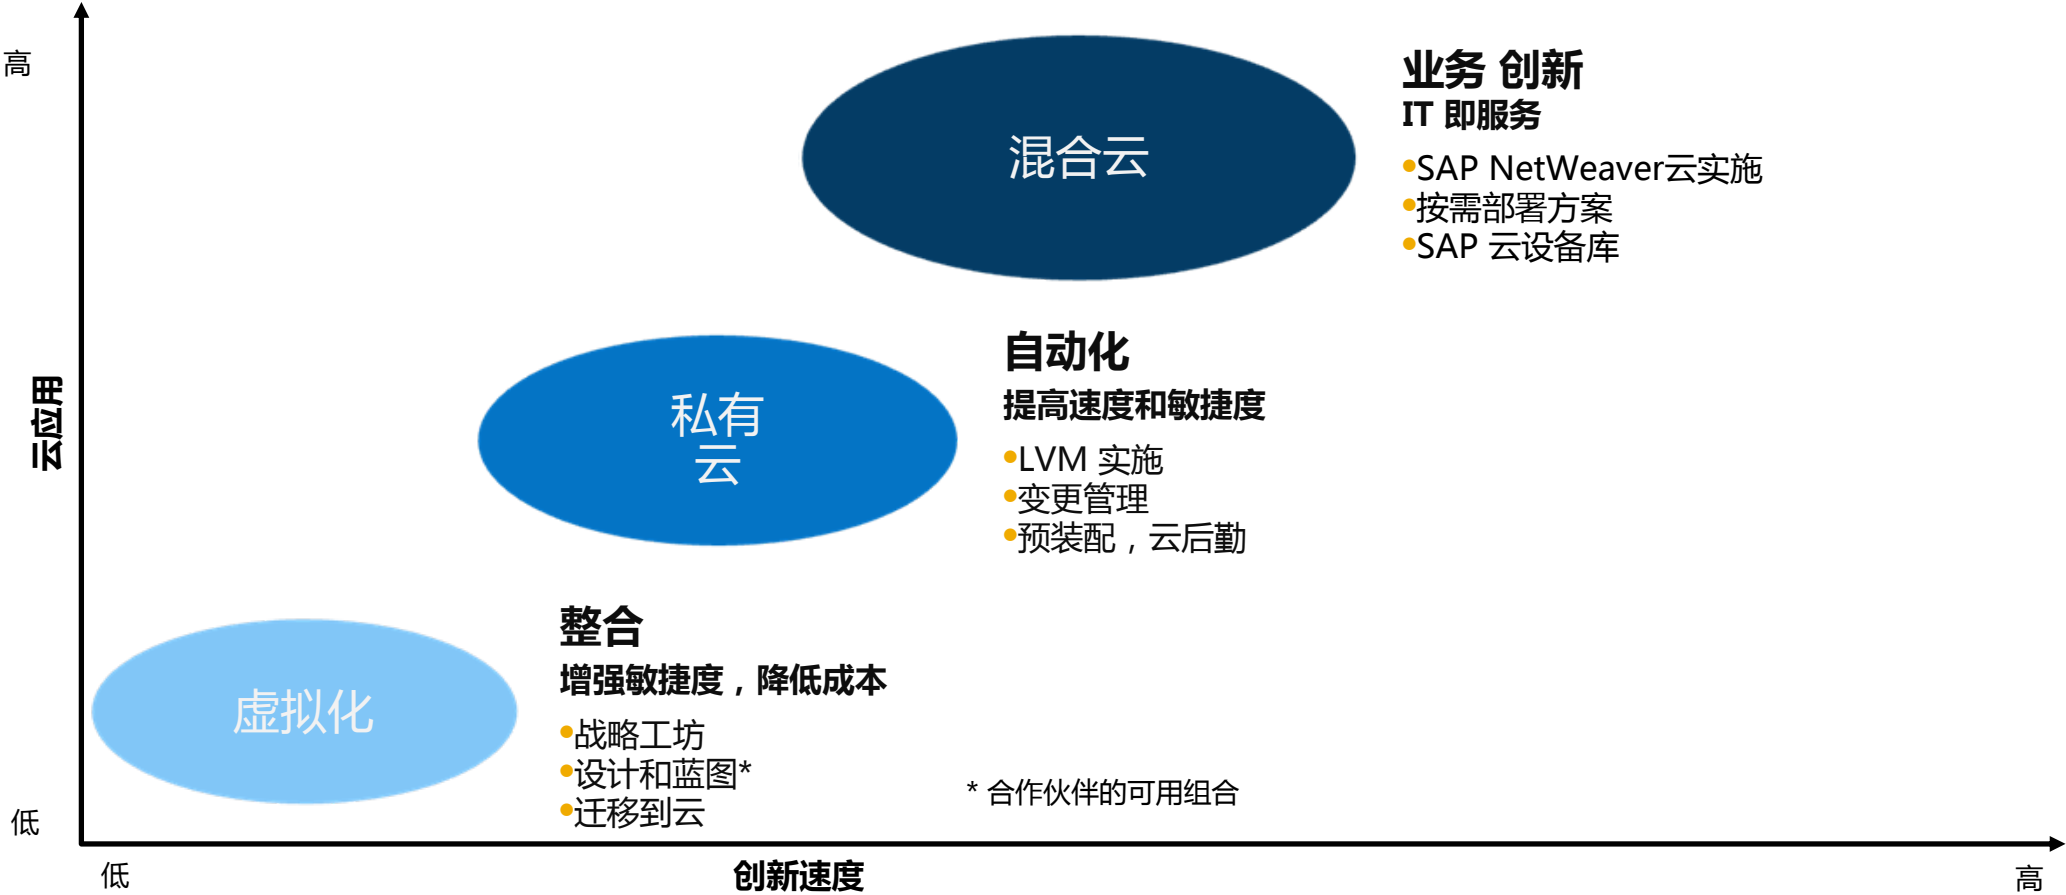 高
混合云
业务 创新
IT 即服务
•SAP NetWeaver云实施
•按需部署方案
•SAP 云设备库
云应用
私有
云
自动化
提高速度和敏捷度
•LVM 实施
•变更管理
•预装配，云后勤
虚拟化
整合
增强敏捷度，降低成本
•战略工坊
•设计和蓝图*
•迁移到云
* 合作伙伴的可用组合
低
低
创新速度
高